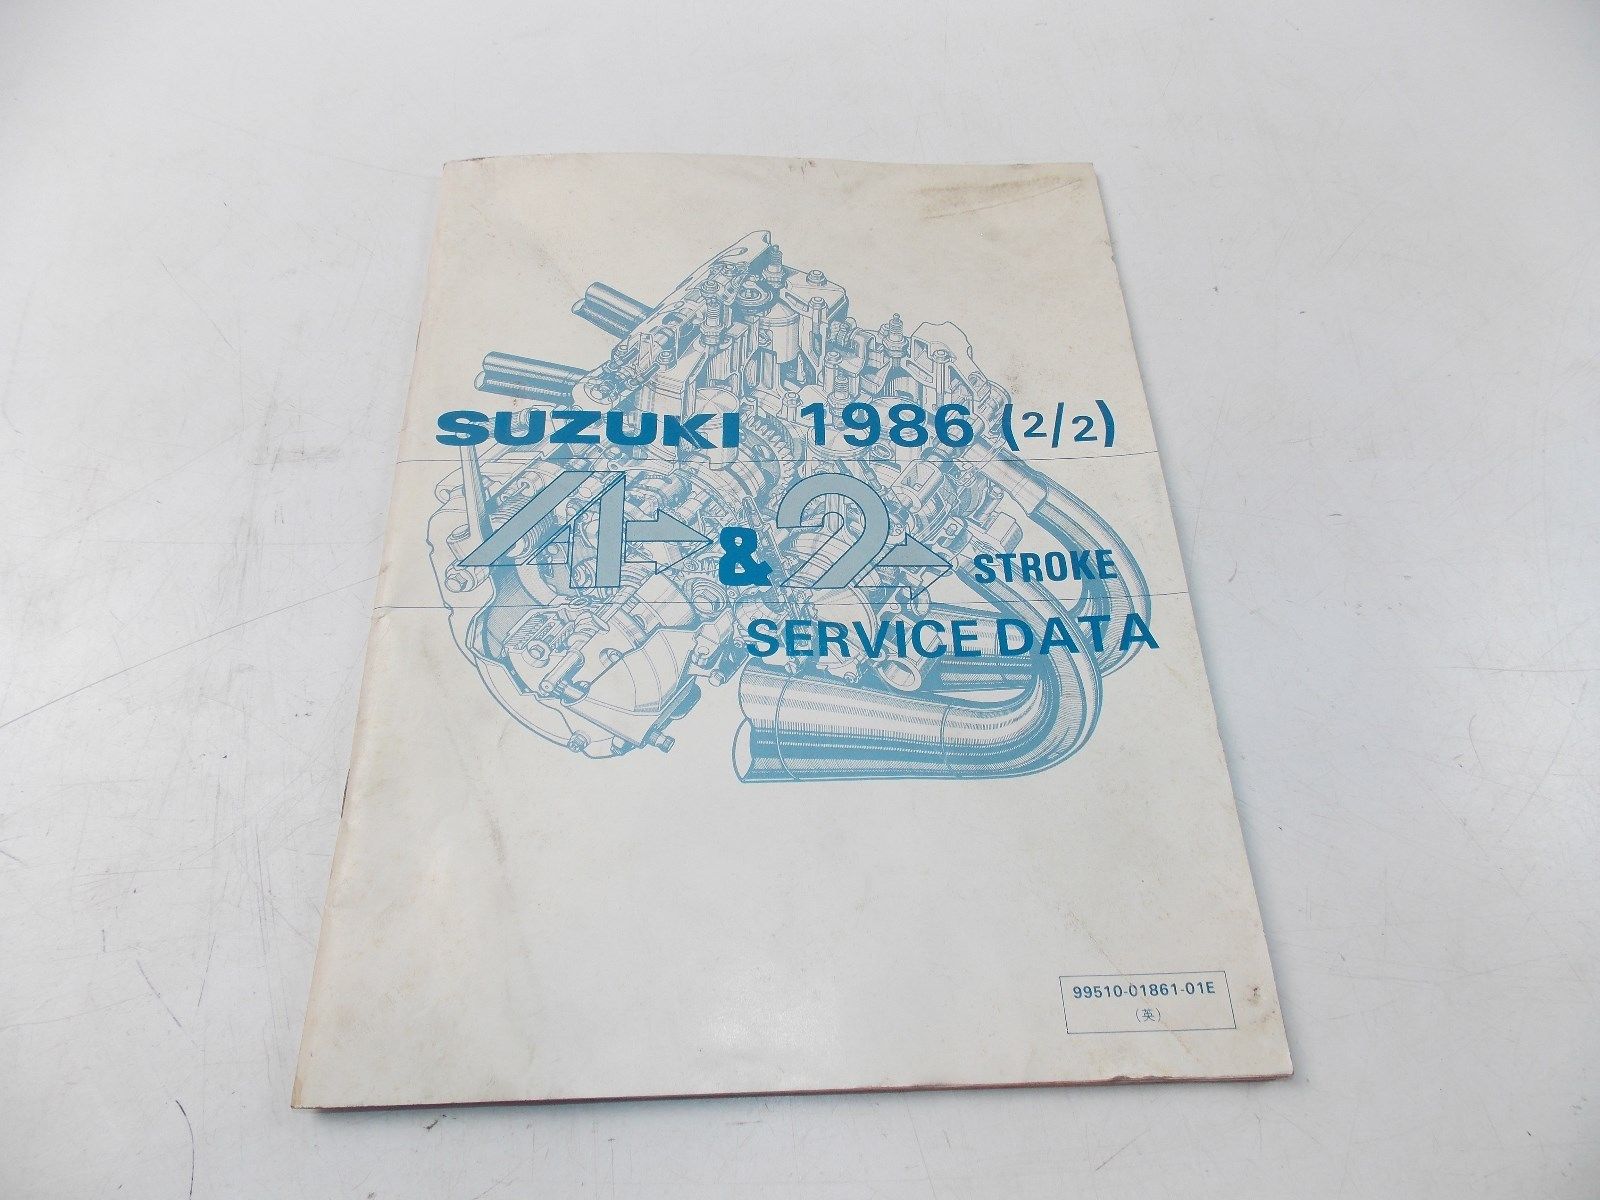 SUZUKI 1986 (2/2)
4 & 2 STROKE
SERVICE DATA
99510-01861-01E
(英)